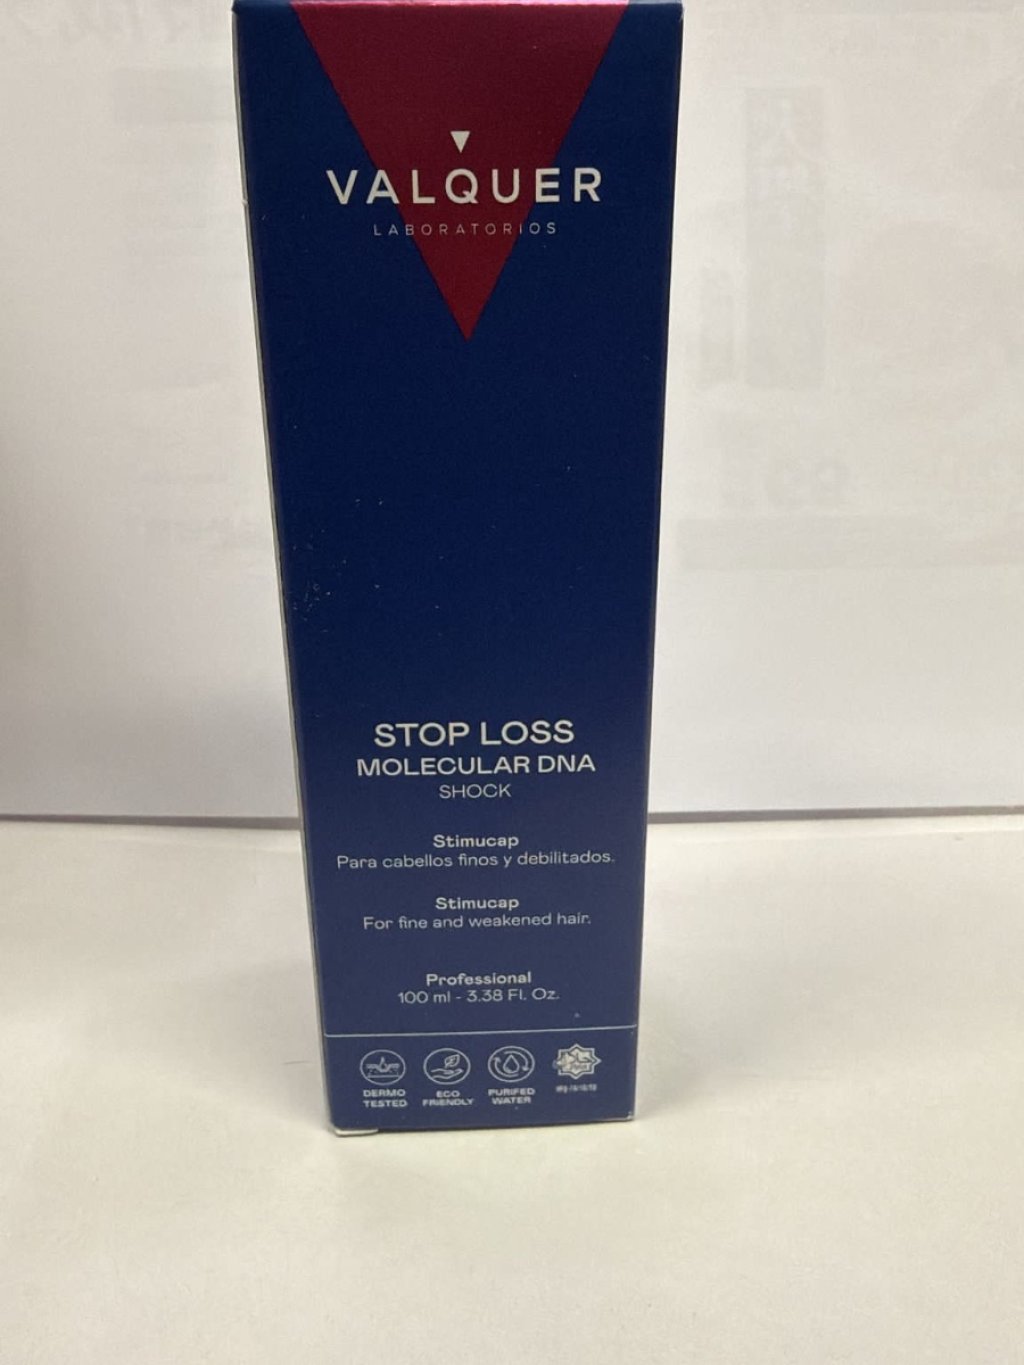 VALQUER
LABORATORIOS
STOP LOSS
MOLECULAR DNA
SHOCK
Stimucap
Para cabellos finos y debilitados.
Stimucap
For fine and weakened hair.
Professional
100 ml - 3.38 Fl. Oz.
DERMO
TESTED
ECO
FRIENDLY
PURIFED
WATER